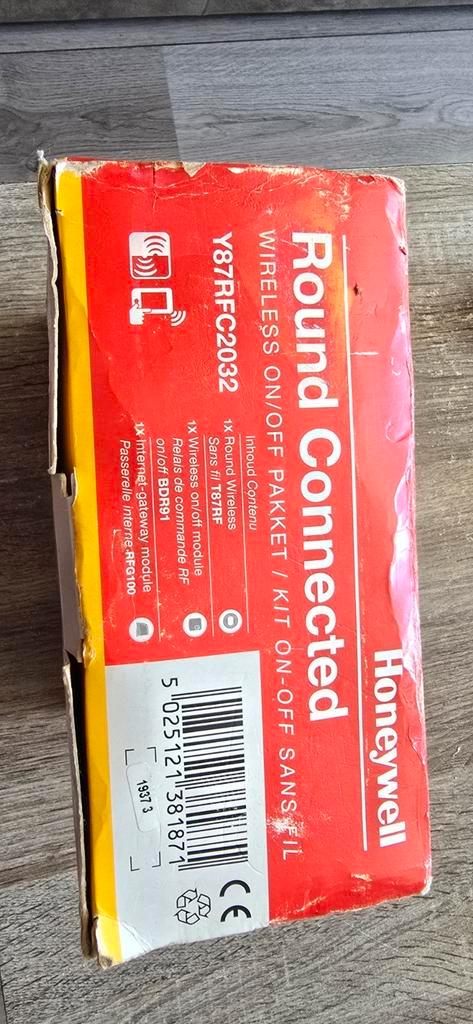 Honeywell
Round Connected
WIRELESS ON/OFF PAKKET / KIT ON-OFF SANS FIL
Y87RFC2032
Inhoud Contenu
1X Round Wireless
Sans fil T87RF
1X Wireless on/off module
Relais de commande RF
on/off BDR91
1X Internet gateway module
Passerelle interne RFG100
5 025121 381871
1937 3
CE